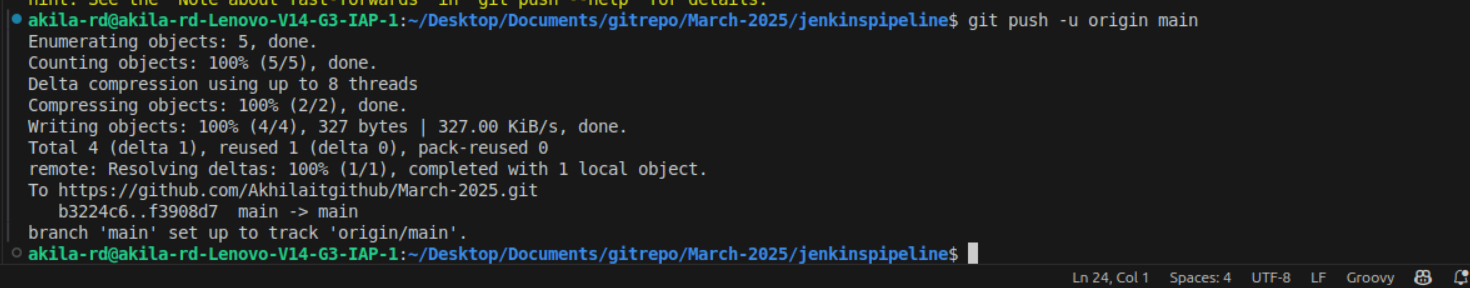 hint: See the 'Note about fast-forwards' in 'git push --help' for details.
akila-rd@akila-rd-Lenovo-V14-G3-IAP-1:~/Desktop/Documents/gitrepo/March-2025/jenkinspipeline$ git push -u origin main
Enumerating objects: 5, done.
Counting objects: 100% (5/5), done.
Delta compression using up to 8 threads
Compressing objects: 100% (2/2), done.
Writing objects: 100% (4/4), 327 bytes | 327.00 KiB/s, done.
Total 4 (delta 1), reused 1 (delta 0), pack-reused 0
remote: Resolving deltas: 100% (1/1), completed with 1 local object.
To https://github.com/Akhilaitgithub/March-2025.git
   b3224c6..f3908d7  main -> main
branch 'main' set up to track 'origin/main'.
akila-rd@akila-rd-Lenovo-V14-G3-IAP-1:~/Desktop/Documents/gitrepo/March-2025/jenkinspipeline$
Ln 24, Col 1 Spaces: 4 UTF-8 LF Groovy